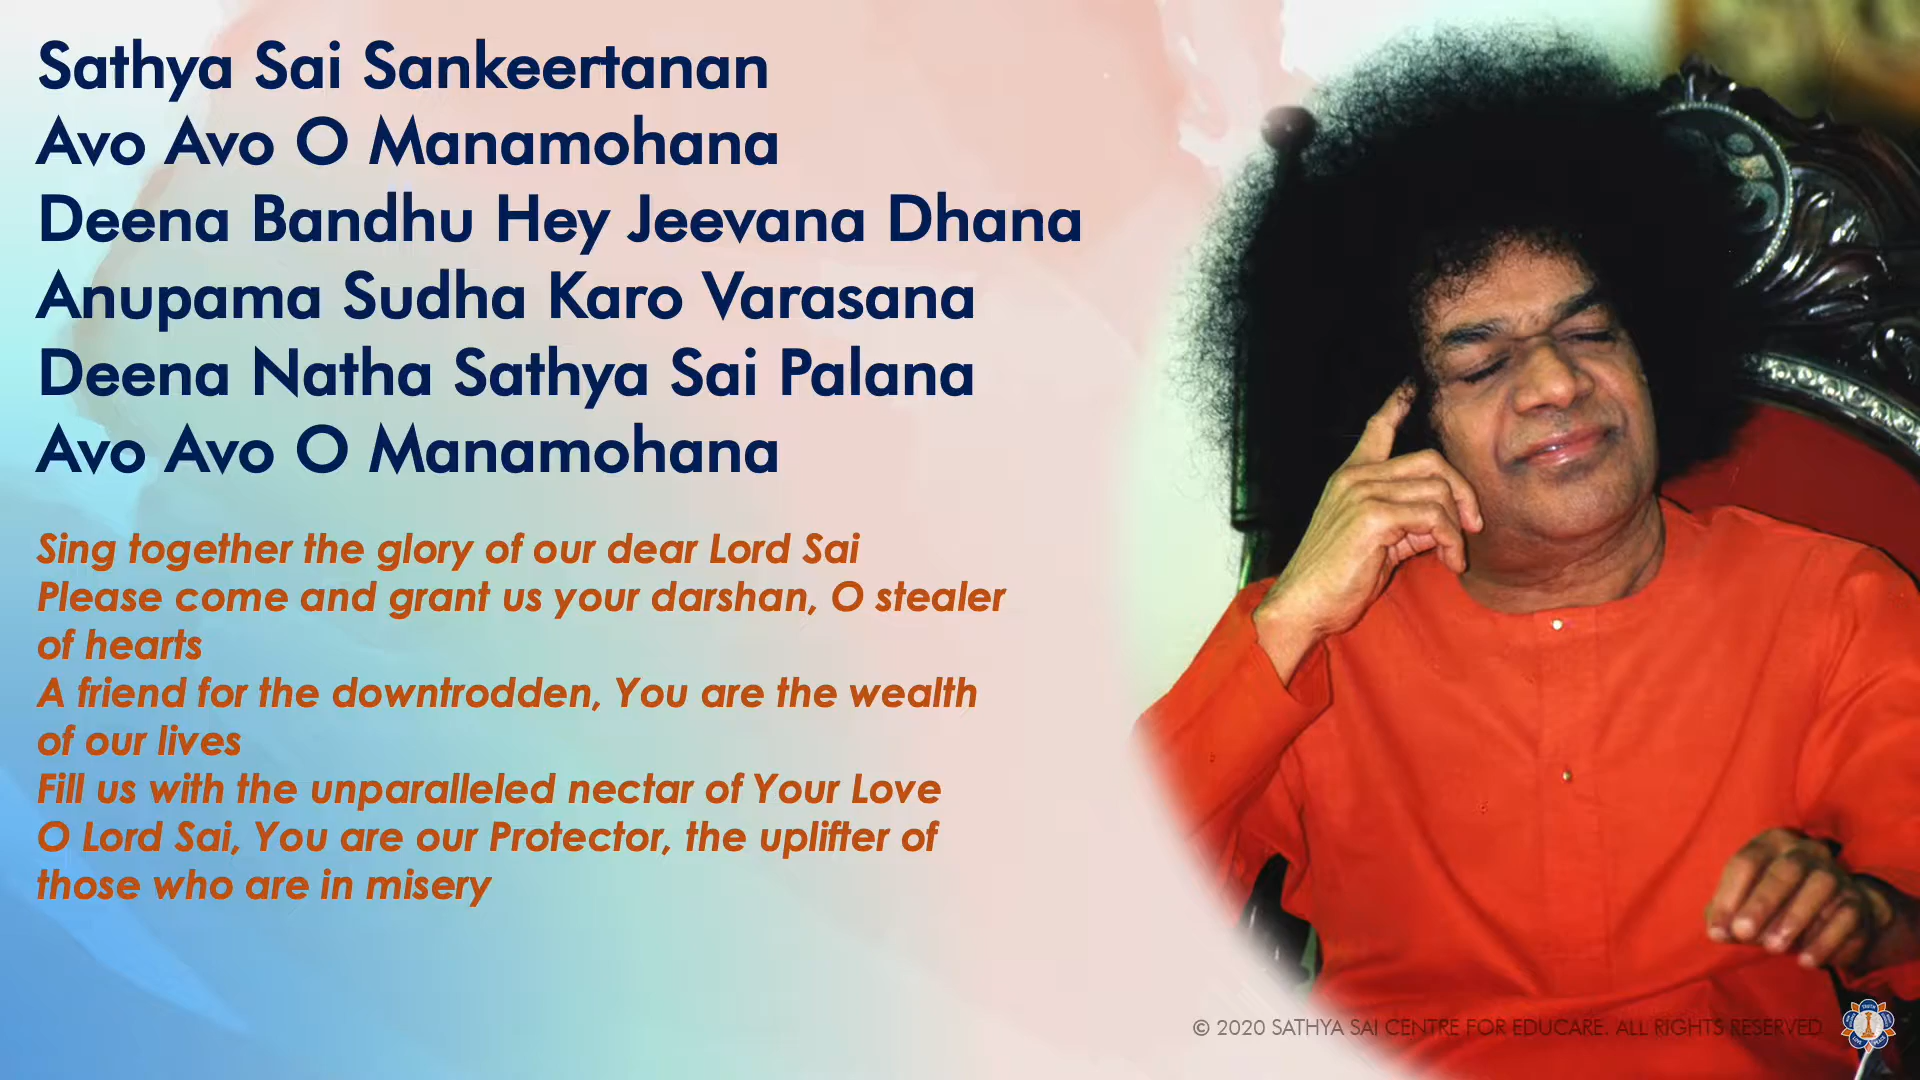 Sathya Sai Sankeertanan
Avo Avo O Manamohana
Deena Bandhu Hey Jeevana Dhana
Anupama Sudha Karo Varasana
Deena Natha Sathya Sai Palana
Avo Avo O Manamohana
Sing together the glory of our dear Lord Sai
Please come and grant us your darshan, O stealer
of hearts
A friend for the downtrodden, You are the wealth
of our lives
Fill us with the unparalleled nectar of Your Love
O Lord Sai, You are our Protector, the uplifter of
those who are in misery
© 2020 SATHYA SAI CENTRE FOR EDUCARE. ALL RIGHTS RESERVED